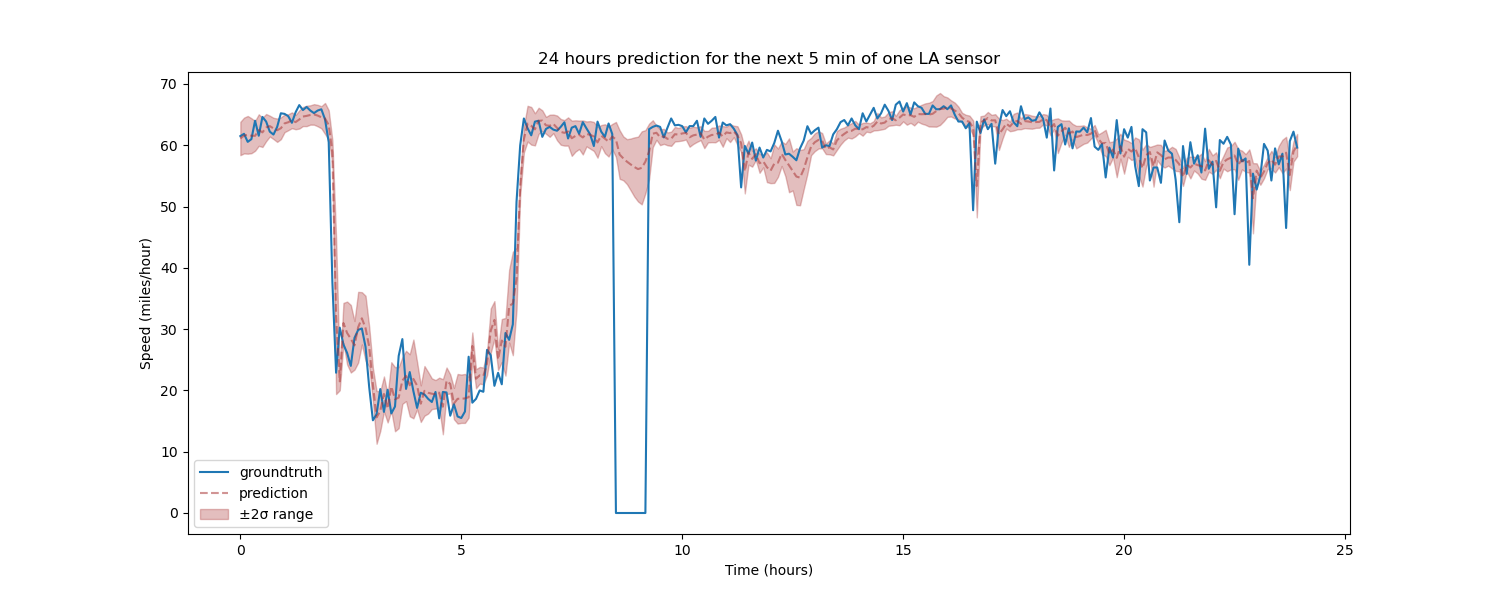 24 hours prediction for the next 5 min of one LA sensor
70
60
50
40
30
20
10
0
Speed (miles/hour)
groundtruth
prediction
±2σ range
0
5
10
15
20
25
Time (hours)